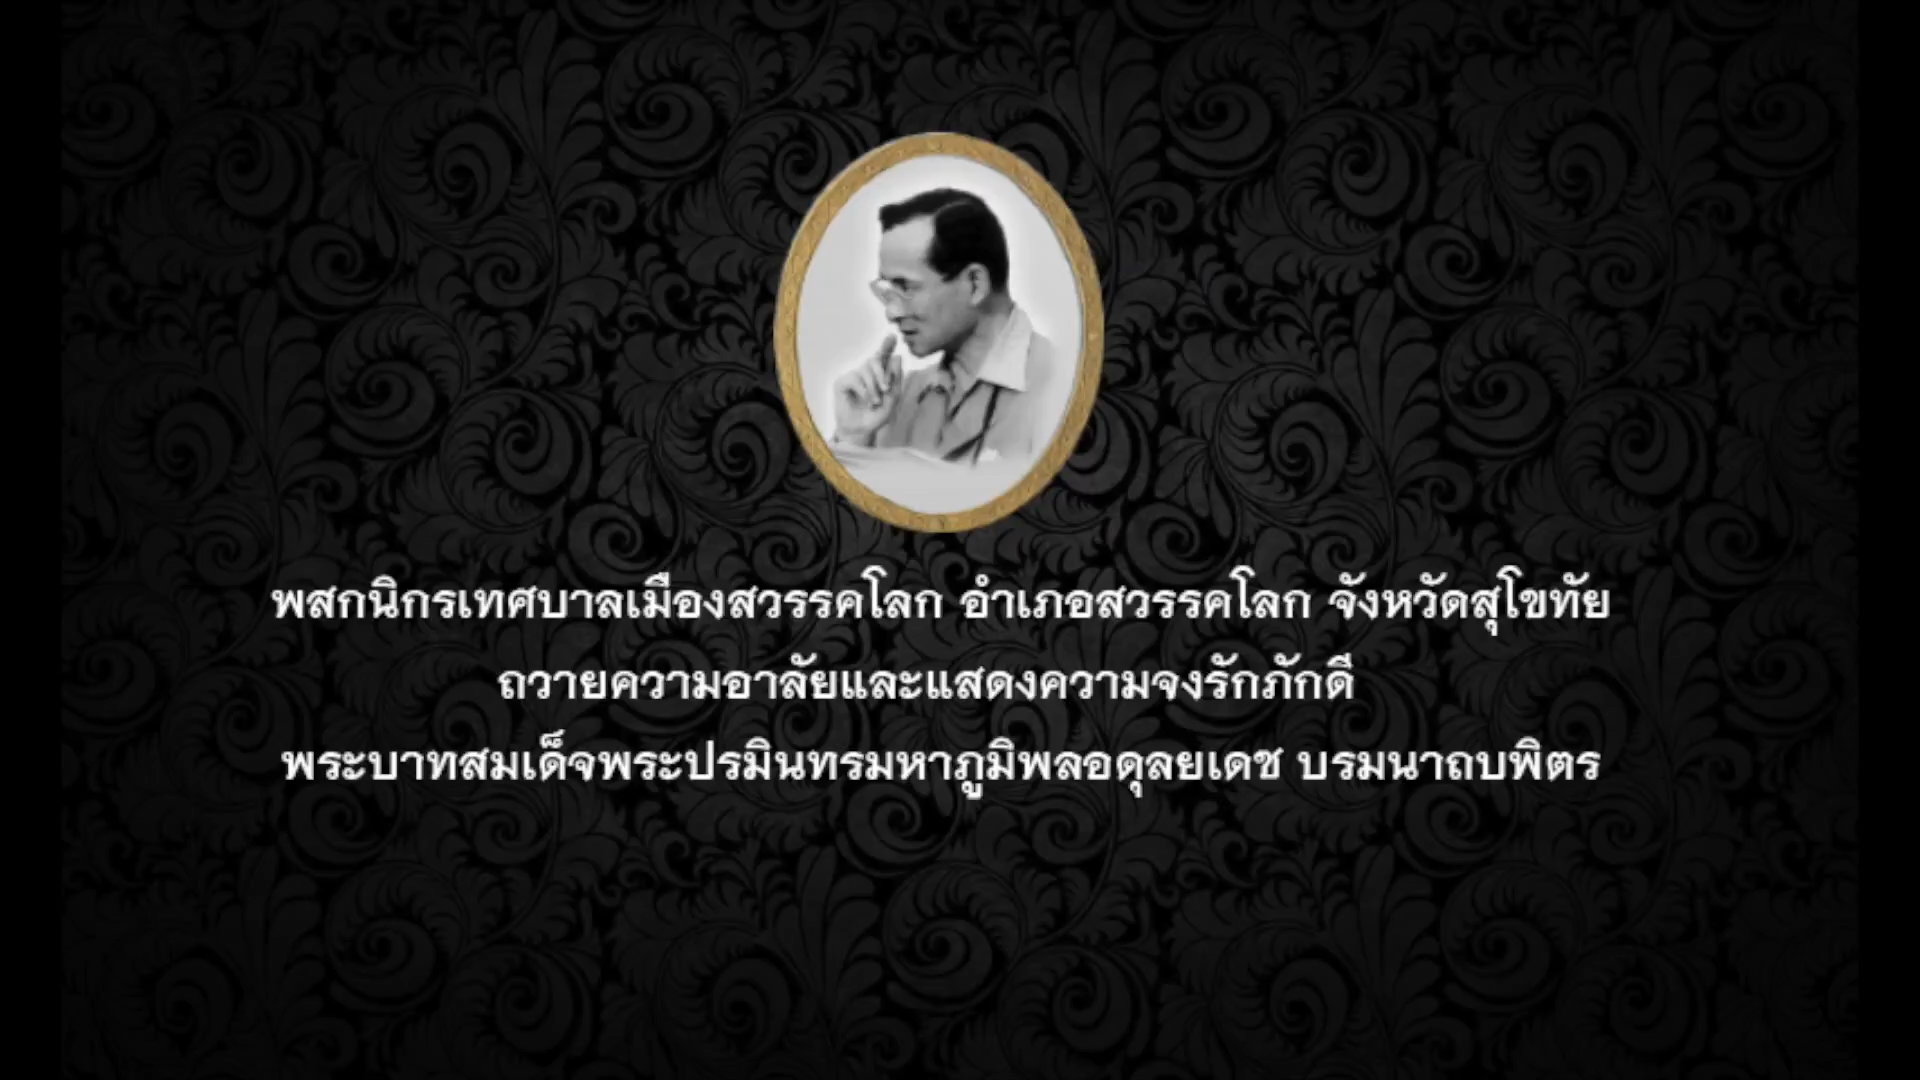 พสกนิกรเทศบาลเมืองสวรรคโลก อำเภอสวรรคโลก จังหวัดสุโขทัย
ถวายความอาลัยและแสดงความจงรักภักดี
พระบาทสมเด็จพระปรมินทรมหาภูมิพลอดุลยเดช บรมนาถบพิตร